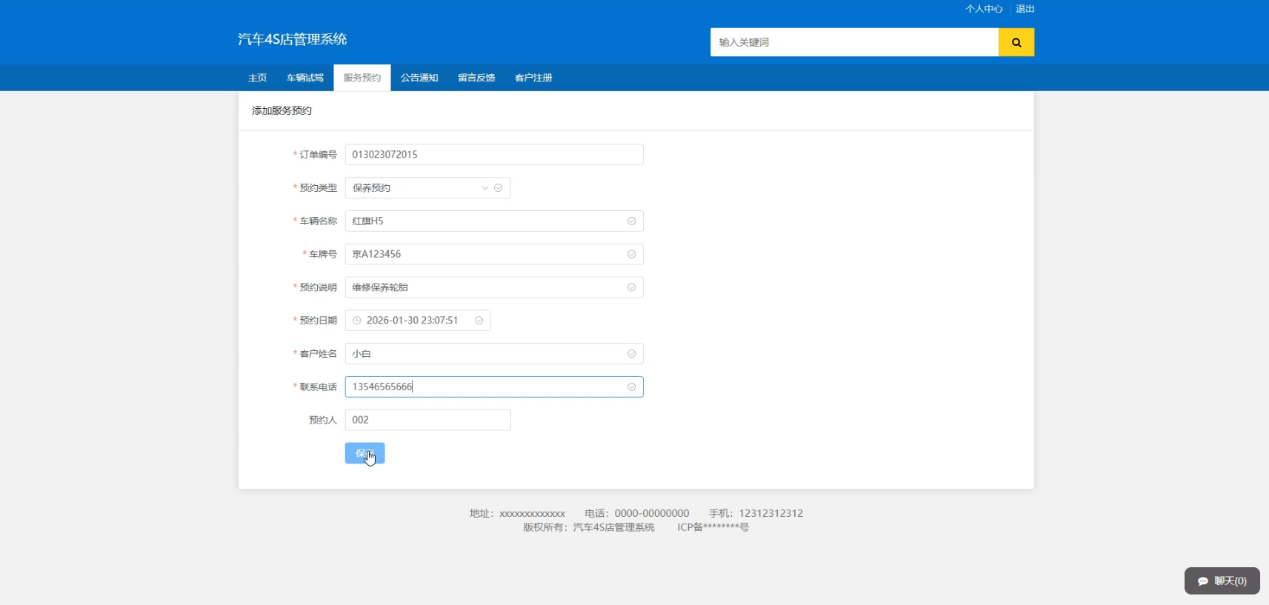 个人中心 退出
汽车4S店管理系统
输入关键词
主页 车辆试驾 服务预约 公告通知 留言反馈 客户注册
添加服务预约
* 订单编号 013023072015
* 预约类型 保养预约
* 车辆名称 红旗H5
* 车牌号 京A123456
* 预约说明 维修保养轮胎
* 预约日期 2026-01-30 23:07:51
* 客户姓名 小白
* 联系电话 13546565666
预约人 002
保
地址：xxxxxxxxxxxxx 电话：0000-00000000 手机：12312312312
版权所有：汽车4S店管理系统 ICP备********号
聊天(0)